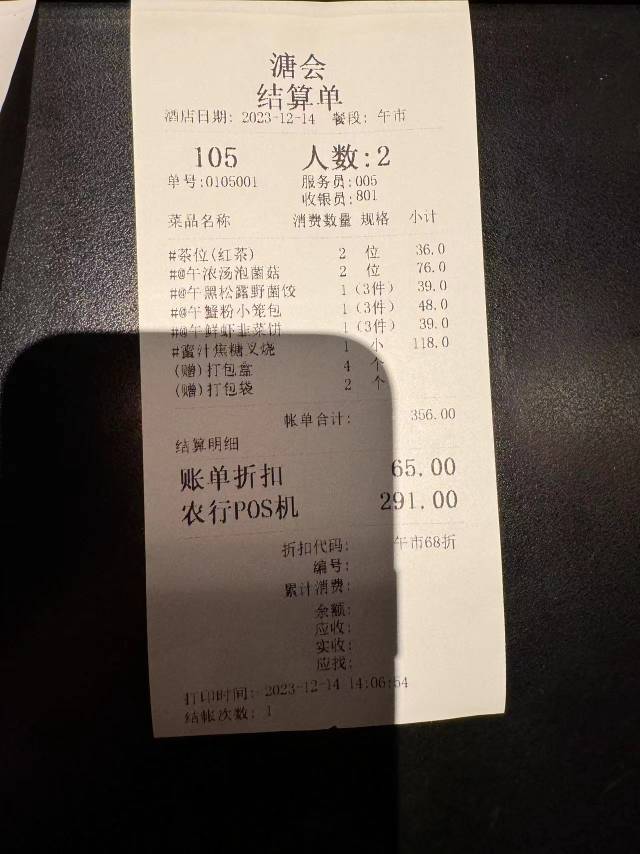 溏会
结算单
酒店日期: 2023-12-14 餐段: 午市
105 人数:2
单号:0105001 服务员:005
收银员:801
菜品名称 消费数量 规格 小计
#茶位(红茶) 2 位 36.0
#@午浓汤泡菌菇 2 位 76.0
#@午黑松露野菌饺 1 (3件) 39.0
#@午蟹粉小笼包 1 (3件) 48.0
#@午鲜虾韭菜饼 1 (3件) 39.0
#蜜汁焦糖叉烧 1 小 118.0
(赠)打包盒 4 个
(赠)打包袋 2 个
帐单合计: 356.00
结算明细
账单折扣 65.00
农行POS机 291.00
折扣代码: 午市68折
编号:
累计消费:
余额:
应收:
实收:
应找:
打印时间: 2023-12-14 14:06:54
结帐次数: 1